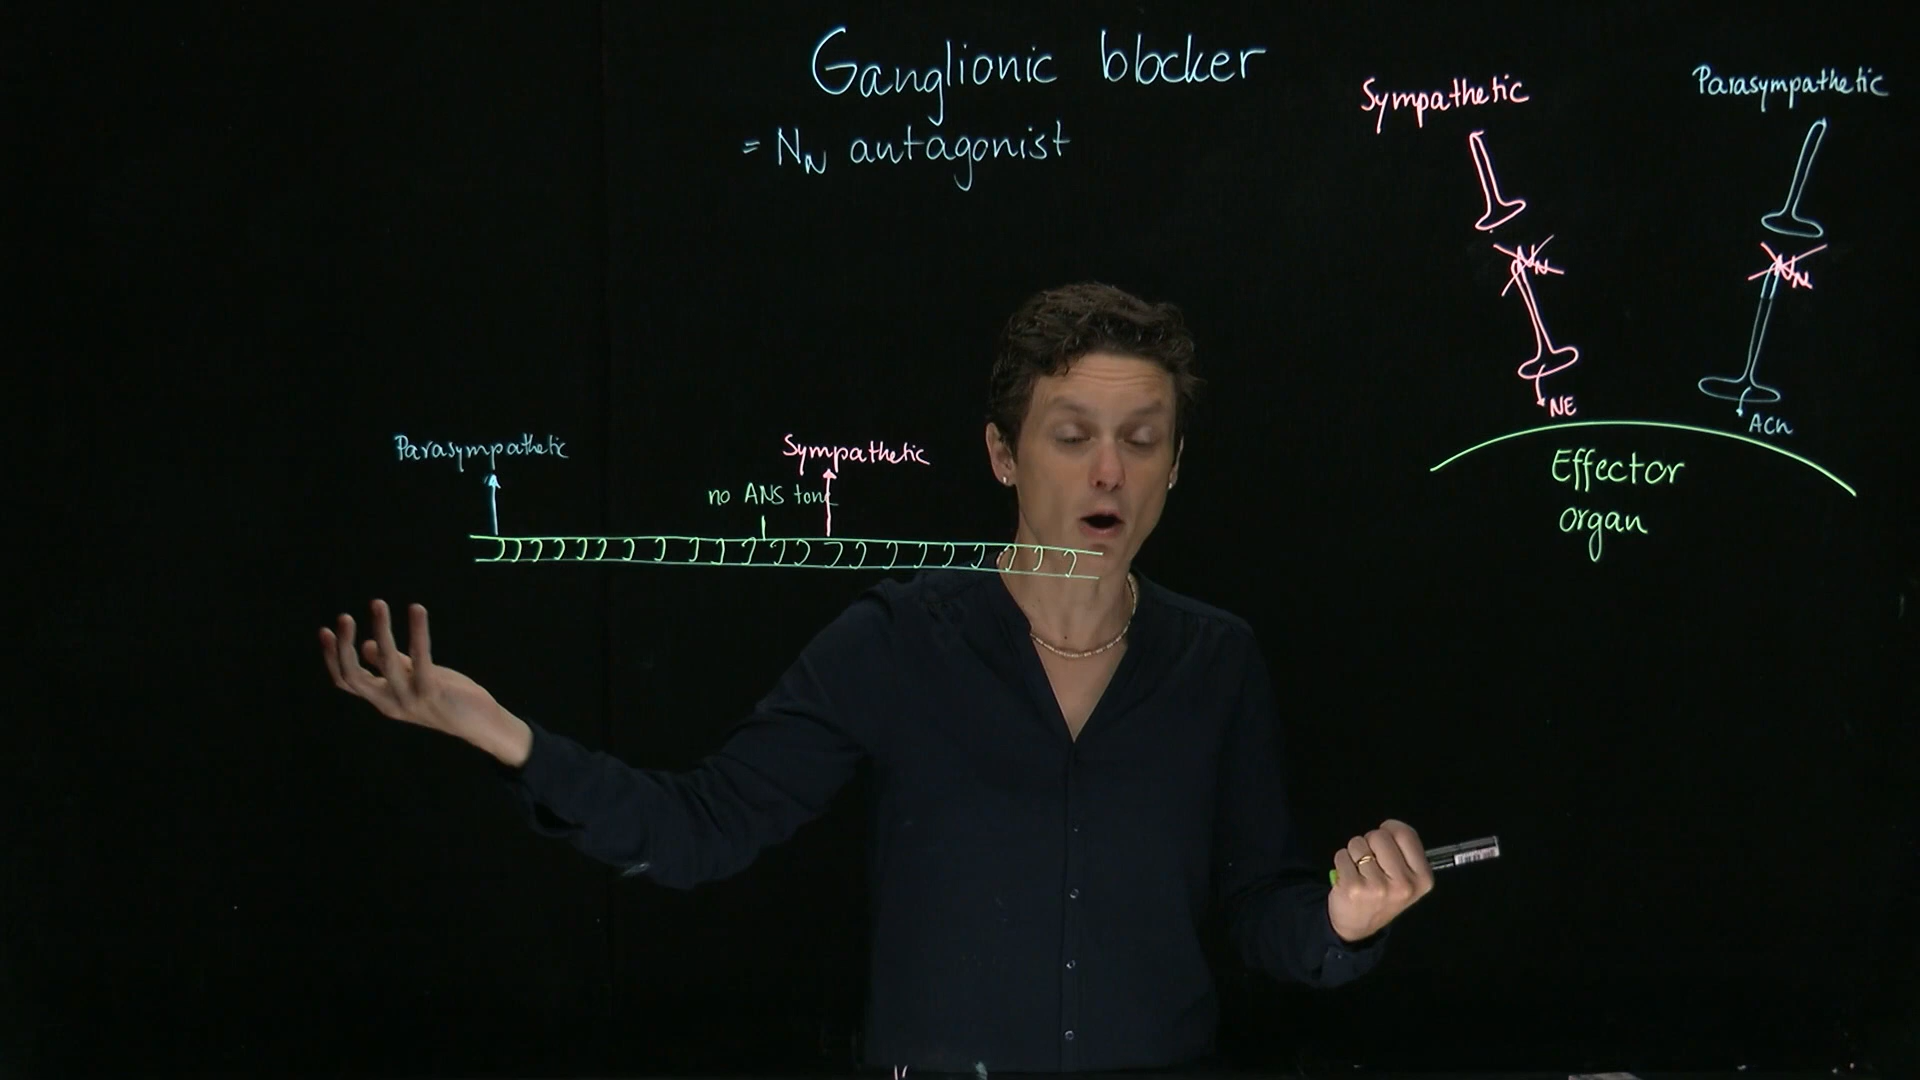 Ganglionic blocker
= NN antagonist
Sympathetic
Parasympathetic
NN
NN
NE
ACh
Effector
organ
Parasympathetic
Sympathetic
no ANS tone